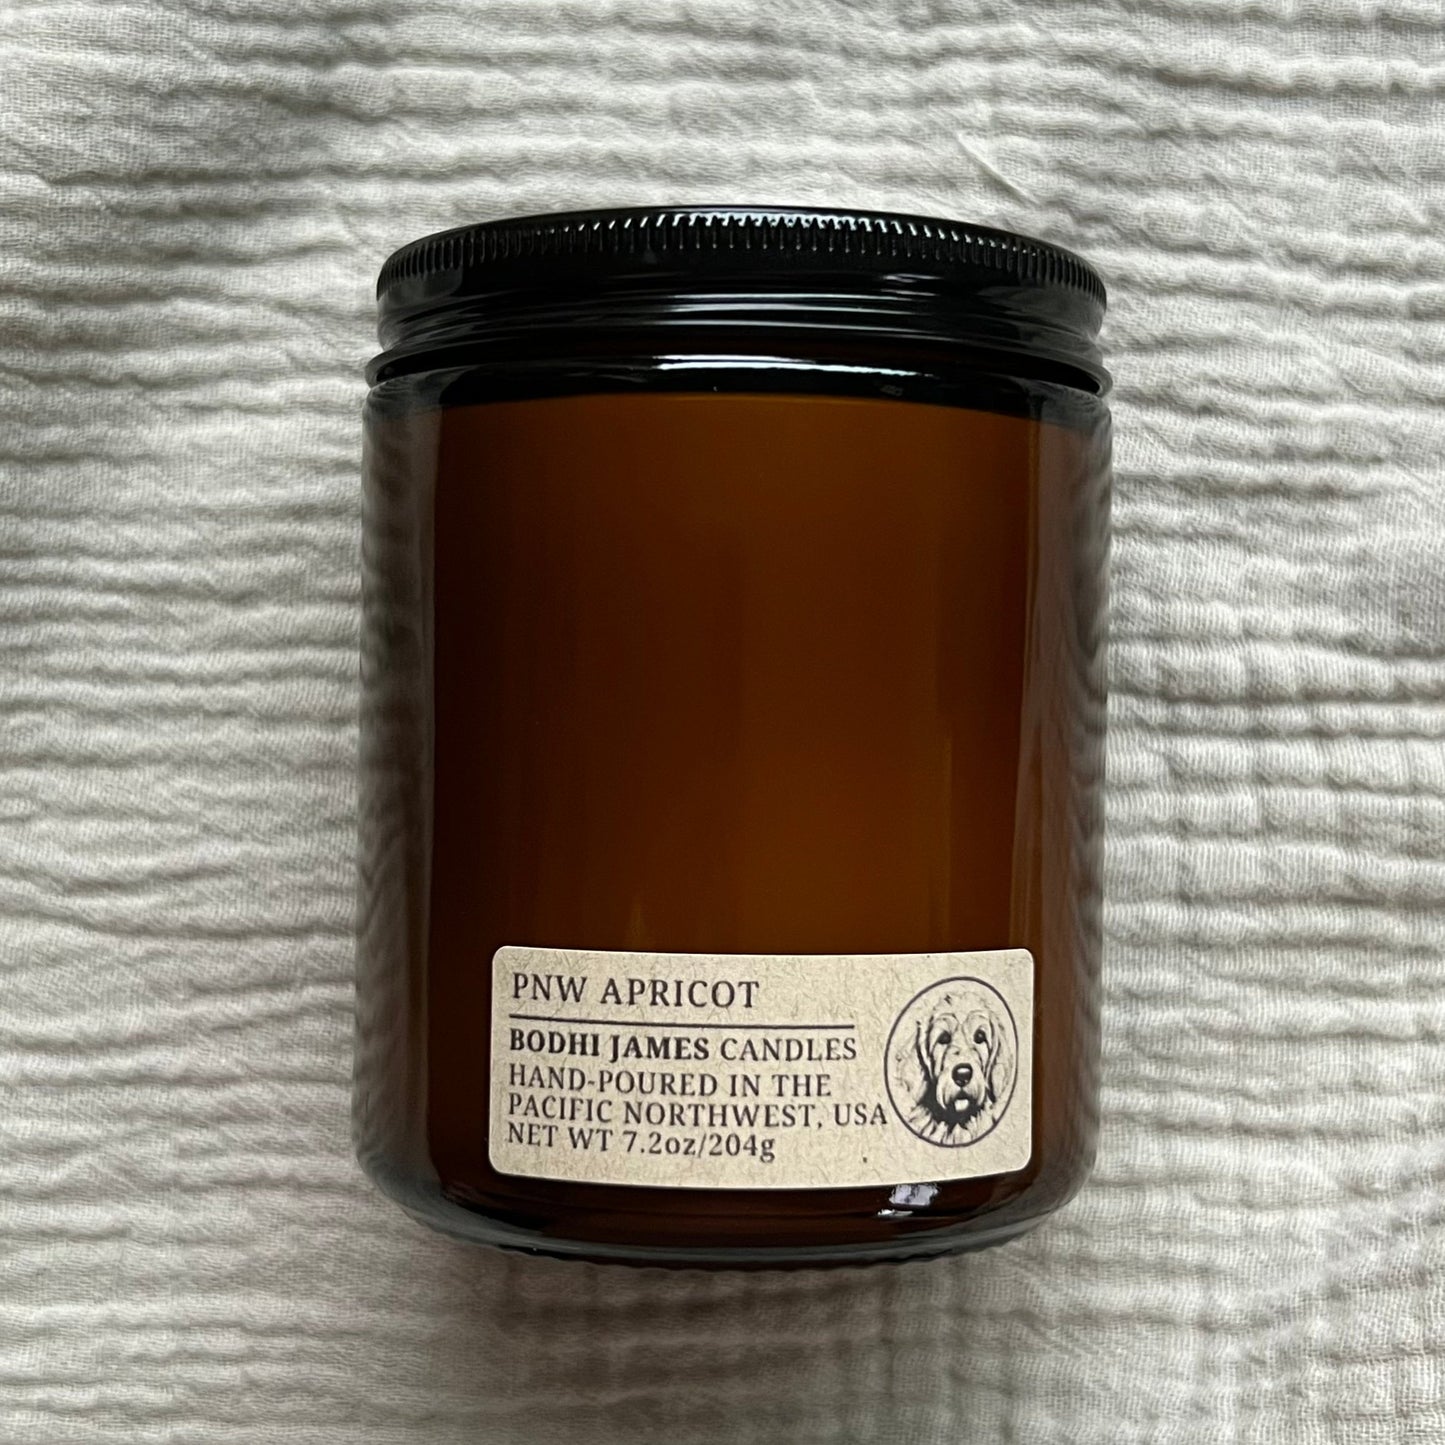 PNW APRICOT
BODHI JAMES CANDLES
HAND-POURED IN THE
PACIFIC NORTHWEST, USA
NET WT 7.2oz/204g